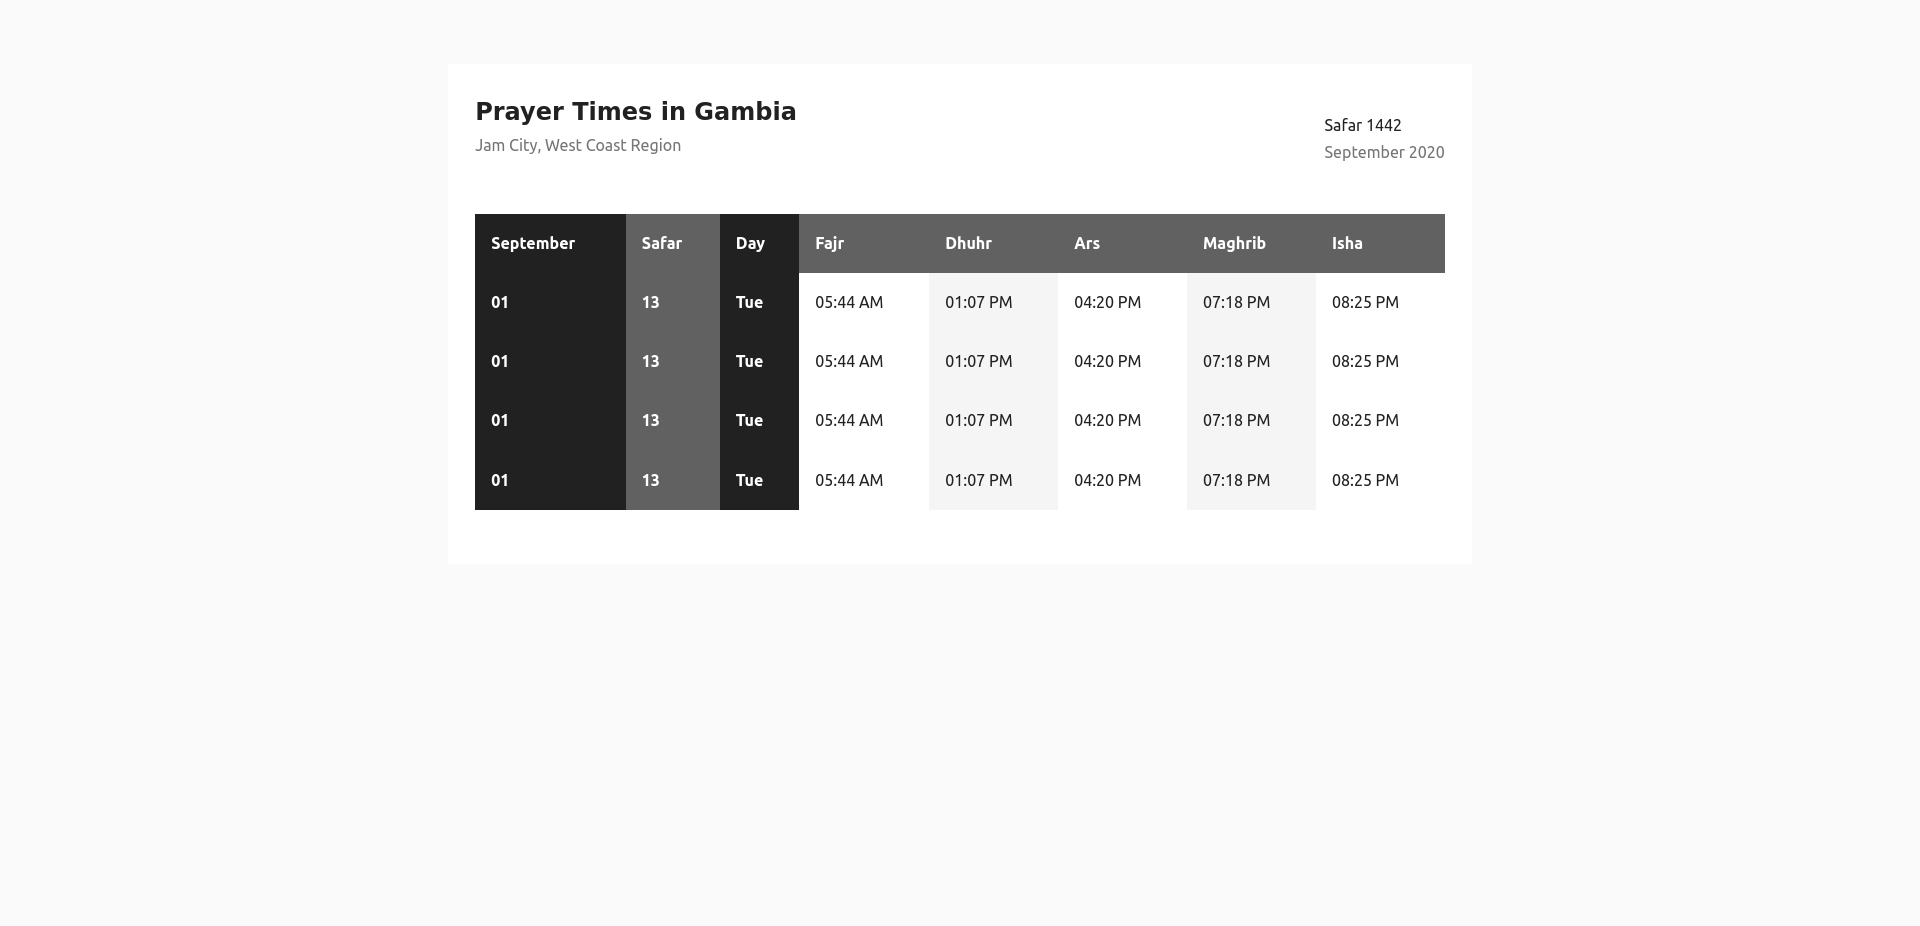 Prayer Times in Gambia
Jam City, West Coast Region
Safar 1442
September 2020
September Safar Day Fajr Dhuhr Ars Maghrib Isha
01 13 Tue 05:44 AM 01:07 PM 04:20 PM 07:18 PM 08:25 PM
01 13 Tue 05:44 AM 01:07 PM 04:20 PM 07:18 PM 08:25 PM
01 13 Tue 05:44 AM 01:07 PM 04:20 PM 07:18 PM 08:25 PM
01 13 Tue 05:44 AM 01:07 PM 04:20 PM 07:18 PM 08:25 PM